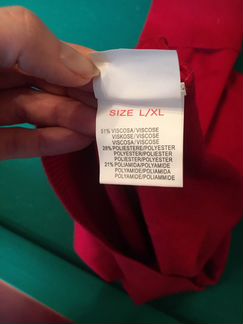 SIZE L/XL
51% VISCOSA/VISCOSE
VISKOSE/VISCOSE
VISCOSA/VISCOSE
28% POLIESTERE/POLYESTER
POLYESTER/POLYESTER
POLIESTER/POLYESTER
21% POLIAMIDA/POLYAMIDE
POLYAMIDE/POLIAMIDA
POLYAMID/POLIAMMIDE